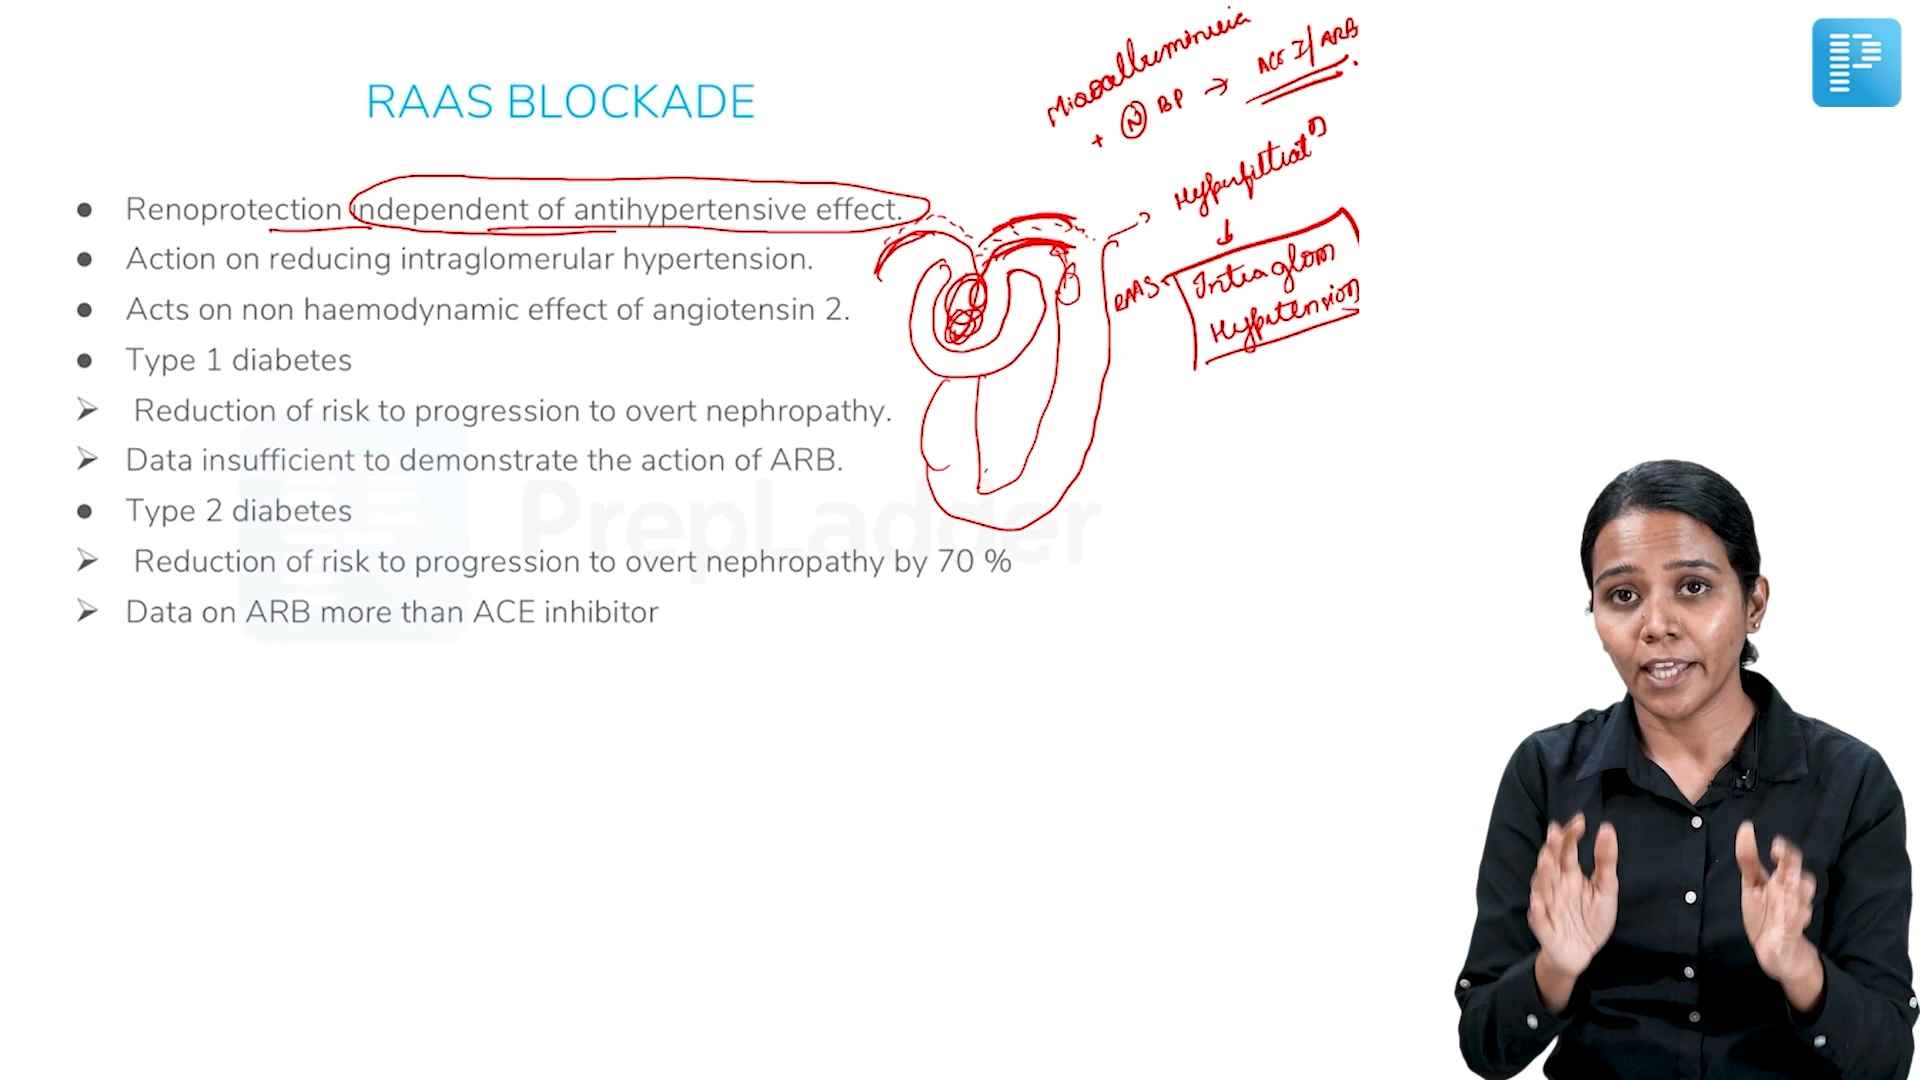 RAAS BLOCKADE
● Renoprotection independent of antihypertensive effect.
● Action on reducing intraglomerular hypertension.
● Acts on non haemodynamic effect of angiotensin 2.
● Type 1 diabetes
➢ Reduction of risk to progression to overt nephropathy.
➢ Data insufficient to demonstrate the action of ARB.
● Type 2 diabetes
➢ Reduction of risk to progression to overt nephropathy by 70 %
➢ Data on ARB more than ACE inhibitor
+ (N) BP → ACE I/ARB
RAAS
Hypertension
PrepLadder